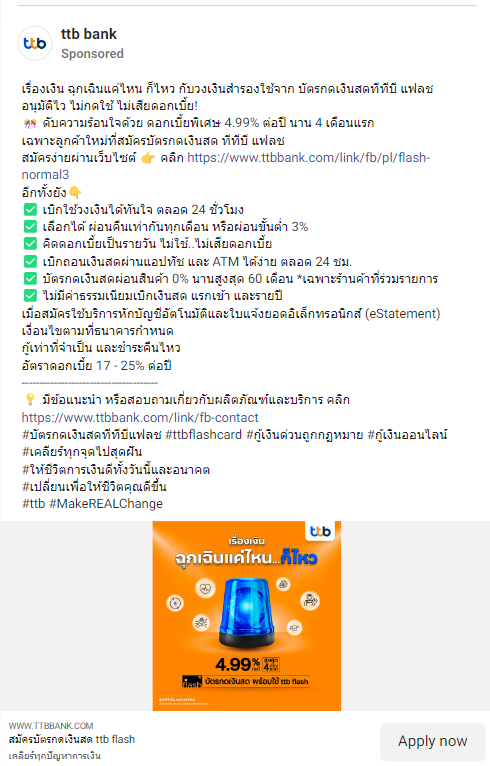 ttb
ttb bank
Sponsored
เรื่องเงิน ฉุกเฉินแค่ไหน ก็ไหว กับวงเงินสำรองใช้จาก บัตรกดเงินสดทีทีบี แฟลช
อนุมัติไว ไม่กดใช้ ไม่เสียดอกเบี้ย!
🎊 ดับความร้อนใจด้วย ดอกเบี้ยพิเศษ 4.99% ต่อปี นาน 4 เดือนแรก
เฉพาะลูกค้าใหม่ที่สมัครบัตรกดเงินสด ทีทีบี แฟลช
สมัครง่ายผ่านเว็บไซต์ 👉 คลิก https://www.ttbbank.com/link/fb/pl/flash-
normal3
อีกทั้งยัง👇
✅ เบิกใช้วงเงินได้ทันใจ ตลอด 24 ชั่วโมง
✅ เลือกได้ ผ่อนคืนเท่ากันทุกเดือน หรือผ่อนขั้นต่ำ 3%
✅ คิดดอกเบี้ยเป็นรายวัน ไม่ใช้..ไม่เสียดอกเบี้ย
✅ เบิกถอนเงินสดผ่านแอปทัช และ ATM ได้ง่าย ตลอด 24 ชม.
✅ บัตรกดเงินสดผ่อนสินค้า 0% นานสูงสุด 60 เดือน *เฉพาะร้านค้าที่ร่วมรายการ
✅ ไม่มีค่าธรรมเนียมเบิกเงินสด แรกเข้า และรายปี
เมื่อสมัครใช้บริการหักบัญชีอัตโนมัติและใบแจ้งยอดอิเล็กทรอนิกส์ (eStatement)
เงื่อนไขตามที่ธนาคารกำหนด
กู้เท่าที่จำเป็น และชำระคืนไหว
อัตราดอกเบี้ย 17 - 25% ต่อปี
--------------------------------------
💡 มีข้อแนะนำ หรือสอบถามเกี่ยวกับผลิตภัณฑ์และบริการ คลิก
https://www.ttbbank.com/link/fb-contact
#บัตรกดเงินสดทีทีบีแฟลช #ttbflashcard #กู้เงินด่วนถูกกฎหมาย #กู้เงินออนไลน์
#เคลียร์ทุกจุดไปสุดฝัน
#ให้ชีวิตการเงินดีทั้งวันนี้และอนาคต
#เปลี่ยนเพื่อให้ชีวิตคุณดีขึ้น
#ttb #MakeREALChange
ttb
เรื่องเงิน
ฉุกเฉินแค่ไหน...ก็ไหว
4.99%
flash บัตรกดเงินสด พร้อมใช้ ttb flash
WWW.TTBBANK.COM
สมัครบัตรกดเงินสด ttb flash
เคลียร์ทุกปัญหาการเงิน
Apply now